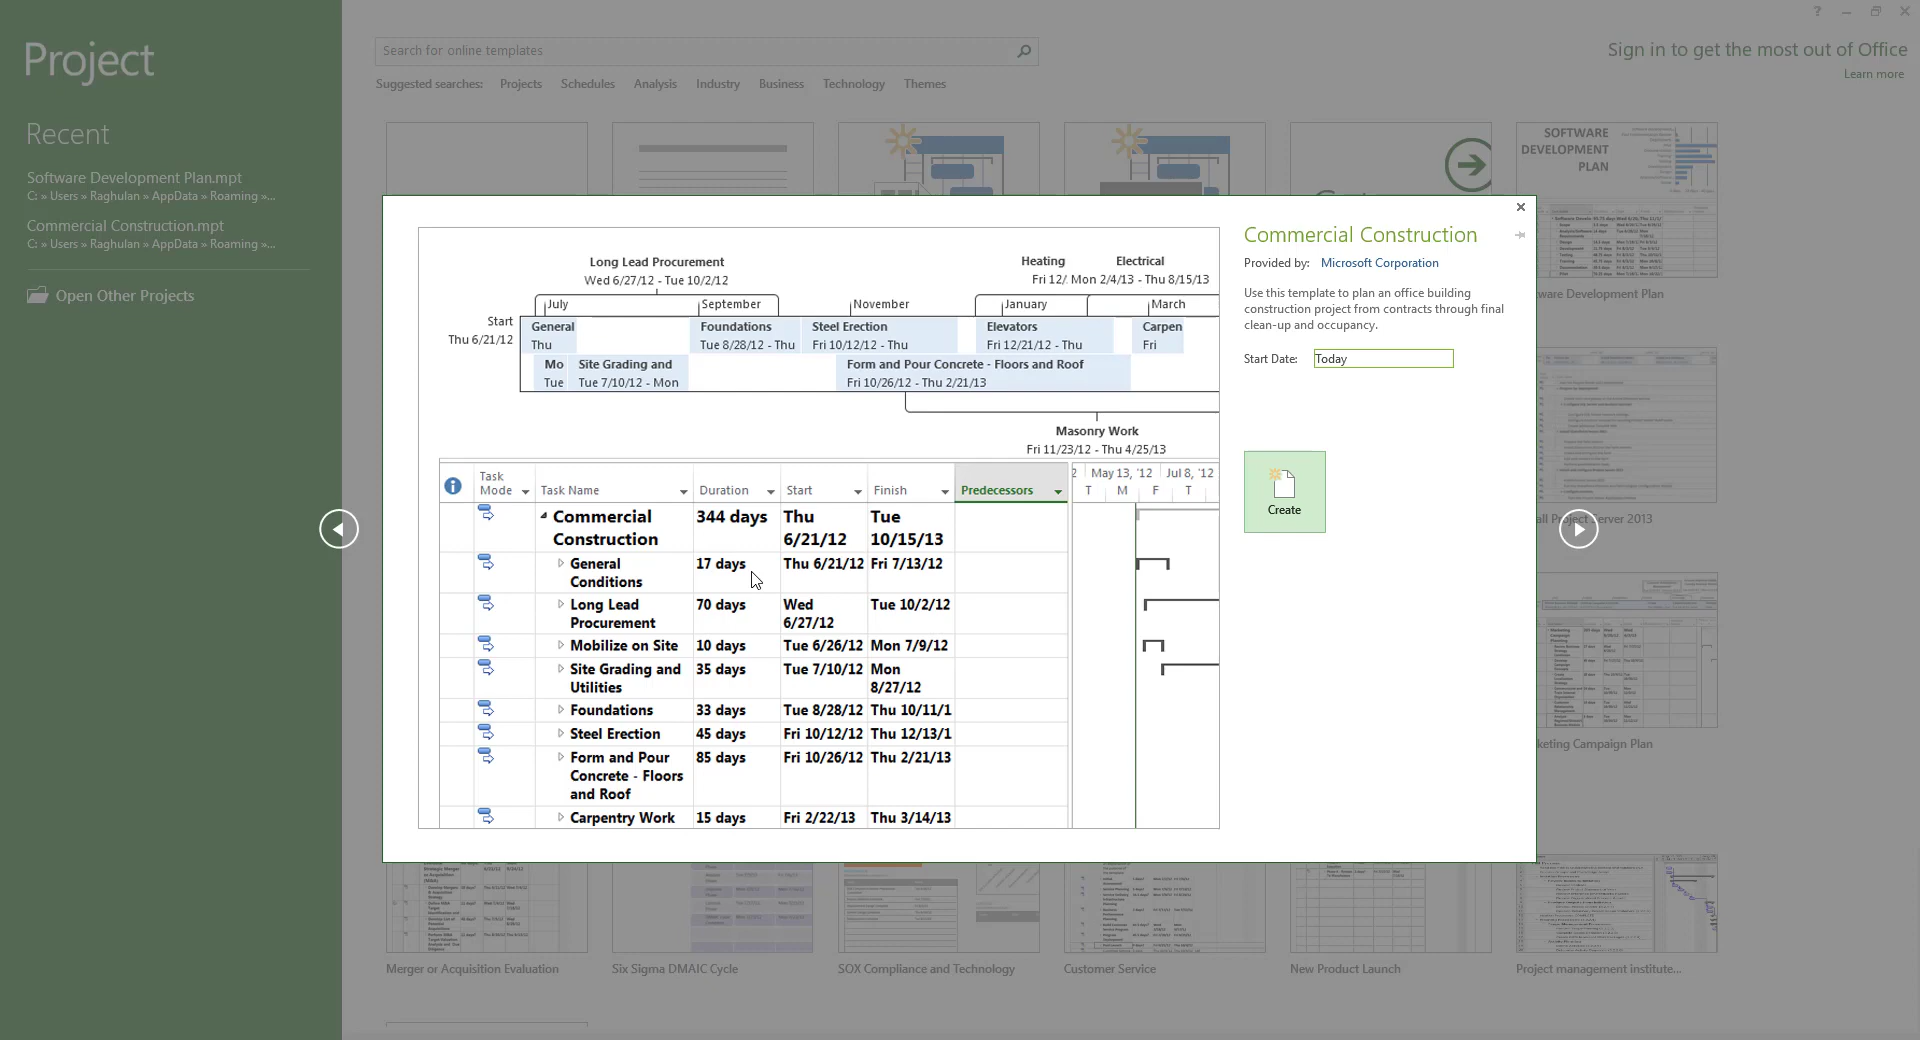 Project
Search for online templates
Suggested searches: Projects Schedules Analysis Industry Business Technology Themes
Sign in to get the most out of Office
Learn more
Recent
Software Development Plan.mpt
C: » Users » Raghulan » AppData » Roaming »...
Commercial Construction.mpt
C: » Users » Raghulan » AppData » Roaming »...
Open Other Projects
SOFTWARE
DEVELOPMENT
PLAN
ware Development Plan
all Project Server 2013
keting Campaign Plan
Long Lead Procurement
Wed 6/27/12 - Tue 10/2/12
Heating
Fri 12/
Electrical
Mon 2/4/13 - Thu 8/15/13
July September November January March
Start
Thu 6/21/12
General
Thu
Foundations
Tue 8/28/12 - Thu
Steel Erection
Fri 10/12/12 - Thu
Elevators
Fri 12/21/12 - Thu
Carpen
Fri
Mo
Tue
Site Grading and
Tue 7/10/12 - Mon
Form and Pour Concrete - Floors and Roof
Fri 10/26/12 - Thu 2/21/13
Masonry Work
Fri 11/23/12 - Thu 4/25/13
Task
Mode Task Name Duration Start Finish Predecessors
2 May 13, '12 Jul 8, '12
T M F T
Commercial 344 days Thu Tue
Construction 6/21/12 10/15/13
General 17 days Thu 6/21/12 Fri 7/13/12
Conditions
Long Lead 70 days Wed Tue 10/2/12
Procurement 6/27/12
Mobilize on Site 10 days Tue 6/26/12 Mon 7/9/12
Site Grading and 35 days Tue 7/10/12 Mon
Utilities 8/27/12
Foundations 33 days Tue 8/28/12 Thu 10/11/1
Steel Erection 45 days Fri 10/12/12 Thu 12/13/1
Form and Pour 85 days Fri 10/26/12 Thu 2/21/13
Concrete - Floors
and Roof
Carpentry Work 15 days Fri 2/22/13 Thu 3/14/13
Commercial Construction
Provided by: Microsoft Corporation
Use this template to plan an office building
construction project from contracts through final
clean-up and occupancy.
Start Date: Today
Create
Merger or Acquisition Evaluation
Six Sigma DMAIC Cycle
SOX Compliance and Technology
Customer Service
New Product Launch
Project management institute...